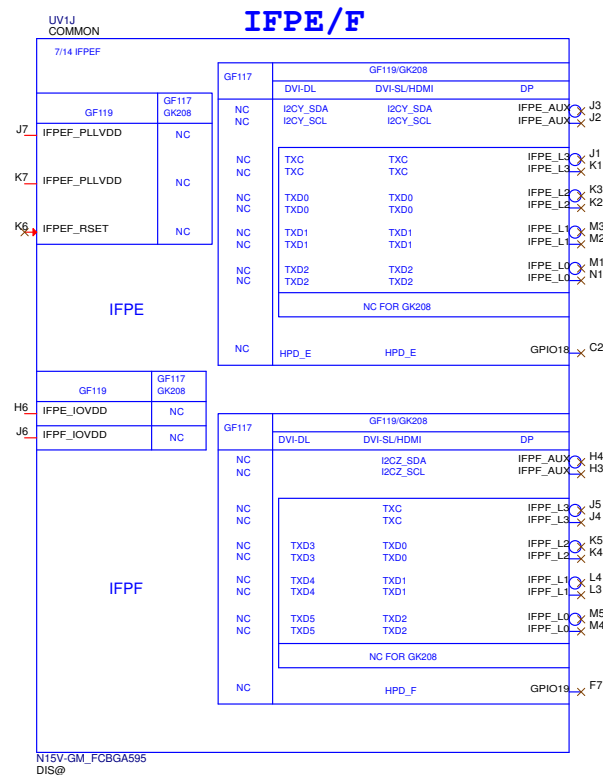 IFPE/F
UV1J
COMMON
7/14 IFPEF
GF119 GF117 GK208
J7 IFPEF_PLLVDD NC
K7 IFPEF_PLLVDD NC
K6 IFPEF_RSET NC
IFPE
GF117 GF119/GK208
DVI-DL DVI-SL/HDMI DP
NC I2CY_SDA I2CY_SDA IFPE_AUX J3
NC I2CY_SCL I2CY_SCL IFPE_AUX J2
NC TXC TXC IFPE_L3 J1
NC TXC TXC IFPE_L3 K1
NC TXD0 TXD0 IFPE_L2 K3
NC TXD0 TXD0 IFPE_L2 K2
NC TXD1 TXD1 IFPE_L1 M3
NC TXD1 TXD1 IFPE_L1 M2
NC TXD2 TXD2 IFPE_L0 M1
NC TXD2 TXD2 IFPE_L0 N1
NC FOR GK208
NC HPD_E HPD_E GPIO18 C2
GF119 GF117 GK208
H6 IFPE_IOVDD NC
J6 IFPF_IOVDD NC
IFPF
GF117 GF119/GK208
DVI-DL DVI-SL/HDMI DP
NC I2CZ_SDA IFPF_AUX H4
NC I2CZ_SCL IFPF_AUX H3
NC TXC IFPF_L3 J5
NC TXC IFPF_L3 J4
NC TXD3 TXD0 IFPF_L2 K5
NC TXD3 TXD0 IFPF_L2 K4
NC TXD4 TXD1 IFPF_L1 L4
NC TXD4 TXD1 IFPF_L1 L3
NC TXD5 TXD2 IFPF_L0 M5
NC TXD5 TXD2 IFPF_L0 M4
NC FOR GK208
NC HPD_F GPIO19 F7
N15V-GM_FCBGA595
DIS@